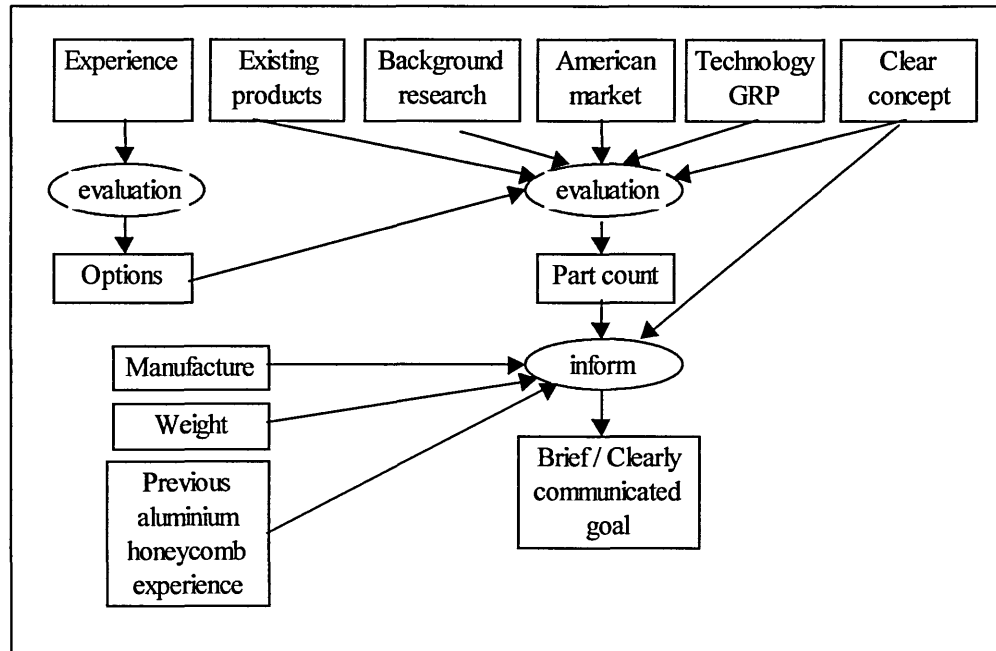 Experience
Existing
products
Background
research
American
market
Technology
GRP
Clear
concept
evaluation
evaluation
Options
Part count
Manufacture
inform
Weight
Brief / Clearly
communicated
goal
Previous
aluminium
honeycomb
experience